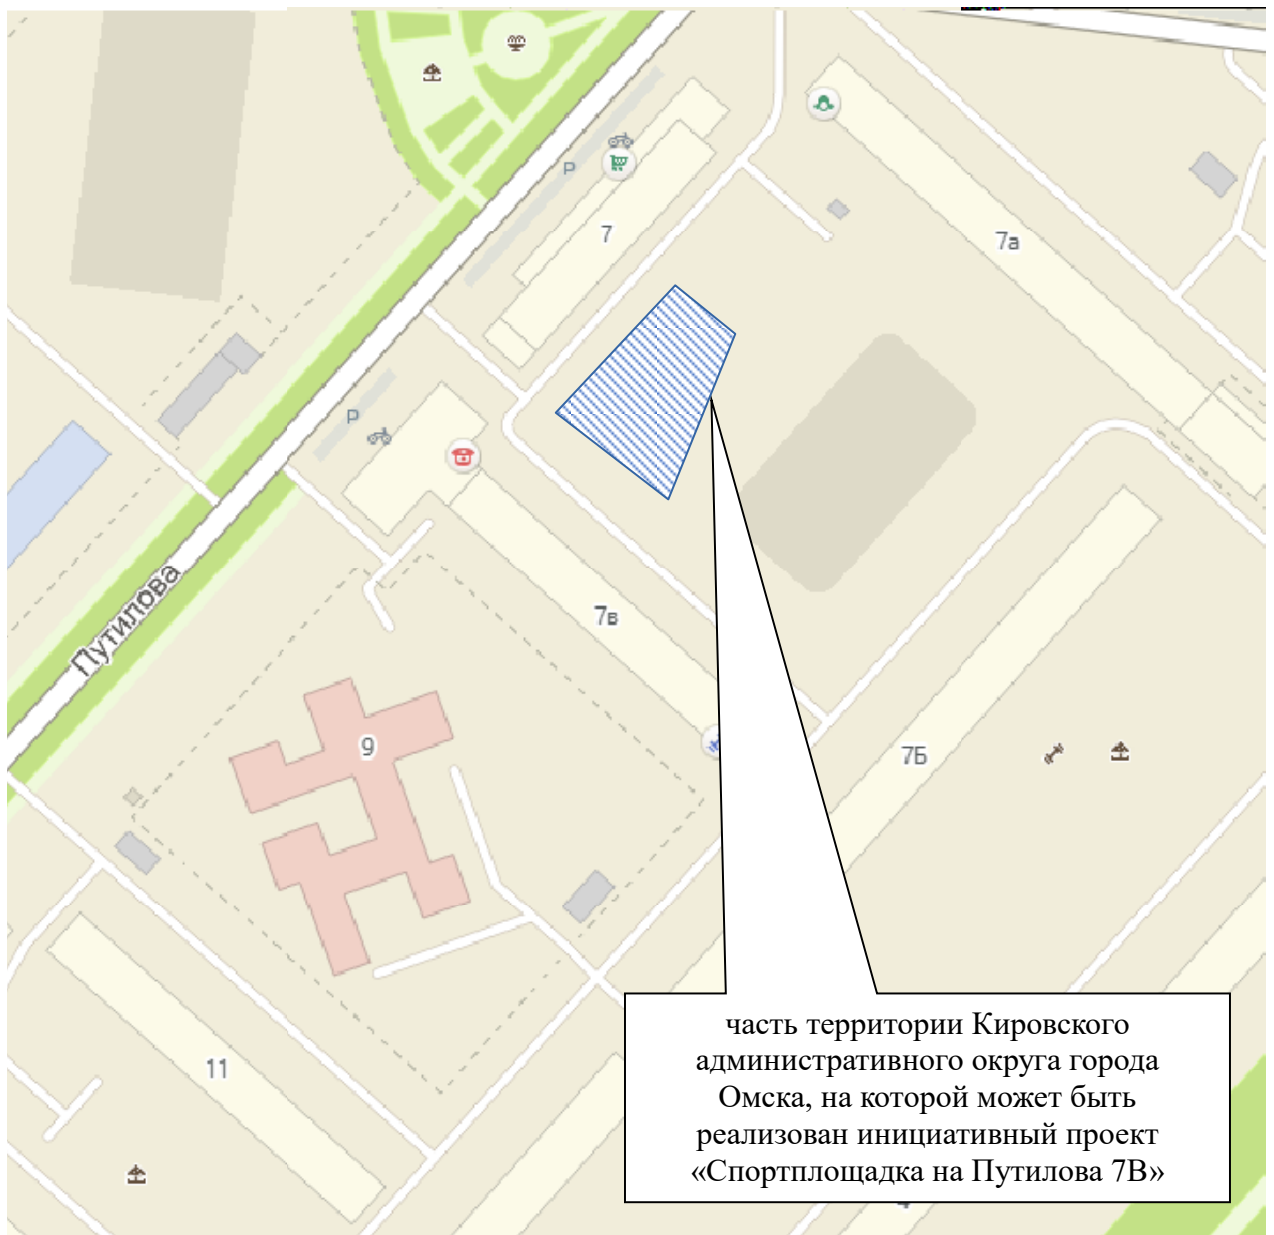 P
7
7а
P
Путилова
7в
9
7Б
11
часть территории Кировского
административного округа города
Омска, на которой может быть
реализован инициативный проект
«Спортплощадка на Путилова 7В»